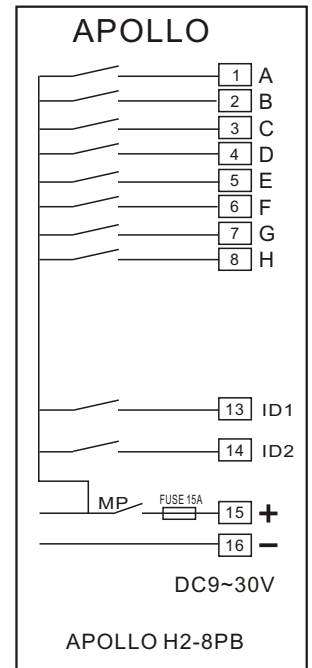 APOLLO
1 A
2 B
3 C
4 D
5 E
6 F
7 G
8 H
13 ID1
14 ID2
MP FUSE 15A 15 +
16 −
DC9~30V
APOLLO H2-8PB